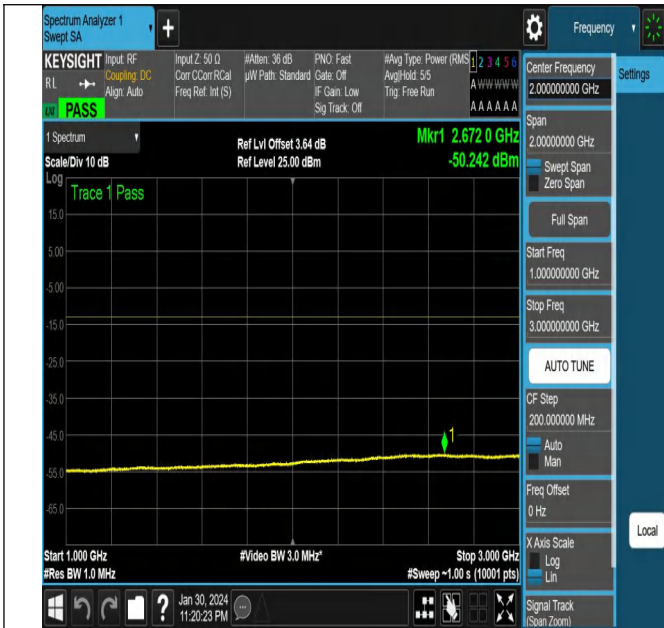 Spectrum Analyzer 1
Swept SA
Frequency
KEYSIGHT
RL
PASS
Input: RF
Coupling: DC
Align: Auto
Input Z: 50 Ω
Corr CCorr RCal
Freq Ref: Int (S)
#Atten: 36 dB
µW Path: Standard
PNO: Fast
Gate: Off
IF Gain: Low
Sig Track: Off
#Avg Type: Power (RMS
Avg|Hold: 5/5
Trig: Free Run
1 2 3 4 5 6
A W W W W W
A A A A A A
1 Spectrum
Scale/Div 10 dB
Log
Ref Lvl Offset 3.64 dB
Ref Level 25.00 dBm
Mkr1 2.672 0 GHz
-50.242 dBm
Trace 1 Pass
15.0
5.00
-5.00
-15.0
-25.0
-35.0
-45.0
-55.0
-65.0
1
Start 1.000 GHz
#Res BW 1.0 MHz
#Video BW 3.0 MHz*
Stop 3.000 GHz
#Sweep ~1.00 s (10001 pts)
Jan 30, 2024
11:20:23 PM
Center Frequency
2.000000000 GHz
Settings
Span
2.00000000 GHz
Swept Span
Zero Span
Full Span
Start Freq
1.000000000 GHz
Stop Freq
3.000000000 GHz
AUTO TUNE
CF Step
200.000000 MHz
Auto
Man
Freq Offset
0 Hz
X Axis Scale
Log
Lin
Local
Signal Track
(Span Zoom)